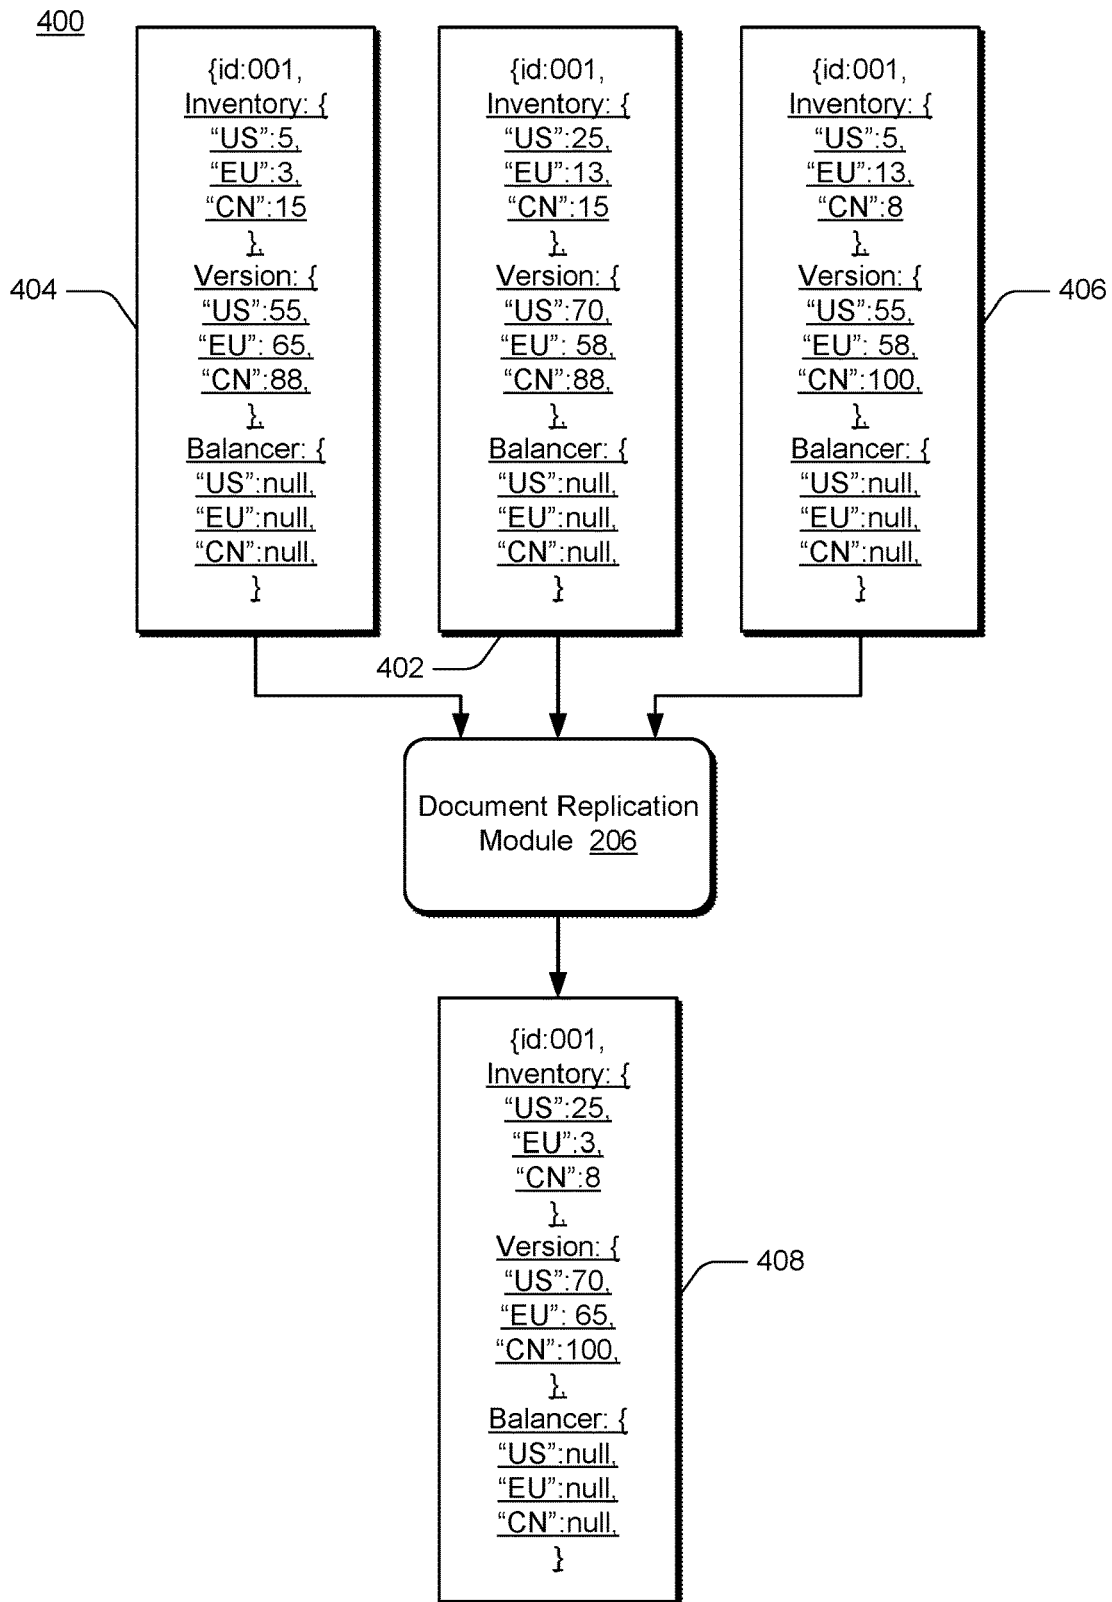 400
{id:001,
Inventory: {
“US”:5,
“EU”:3,
“CN”:15
},
Version: {
“US”:55,
“EU”: 65,
“CN”:88,
},
Balancer: {
“US”:null,
“EU”:null,
“CN”:null,
}
404
{id:001,
Inventory: {
“US”:25,
“EU”:13,
“CN”:15
},
Version: {
“US”:70,
“EU”: 58,
“CN”:88,
},
Balancer: {
“US”:null,
“EU”:null,
“CN”:null,
}
402
{id:001,
Inventory: {
“US”:5,
“EU”:13,
“CN”:8
},
Version: {
“US”:55,
“EU”: 58,
“CN”:100,
},
Balancer: {
“US”:null,
“EU”:null,
“CN”:null,
}
406
Document Replication
Module 206
{id:001,
Inventory: {
“US”:25,
“EU”:3,
“CN”:8
},
Version: {
“US”:70,
“EU”: 65,
“CN”:100,
},
Balancer: {
“US”:null,
“EU”:null,
“CN”:null,
}
408